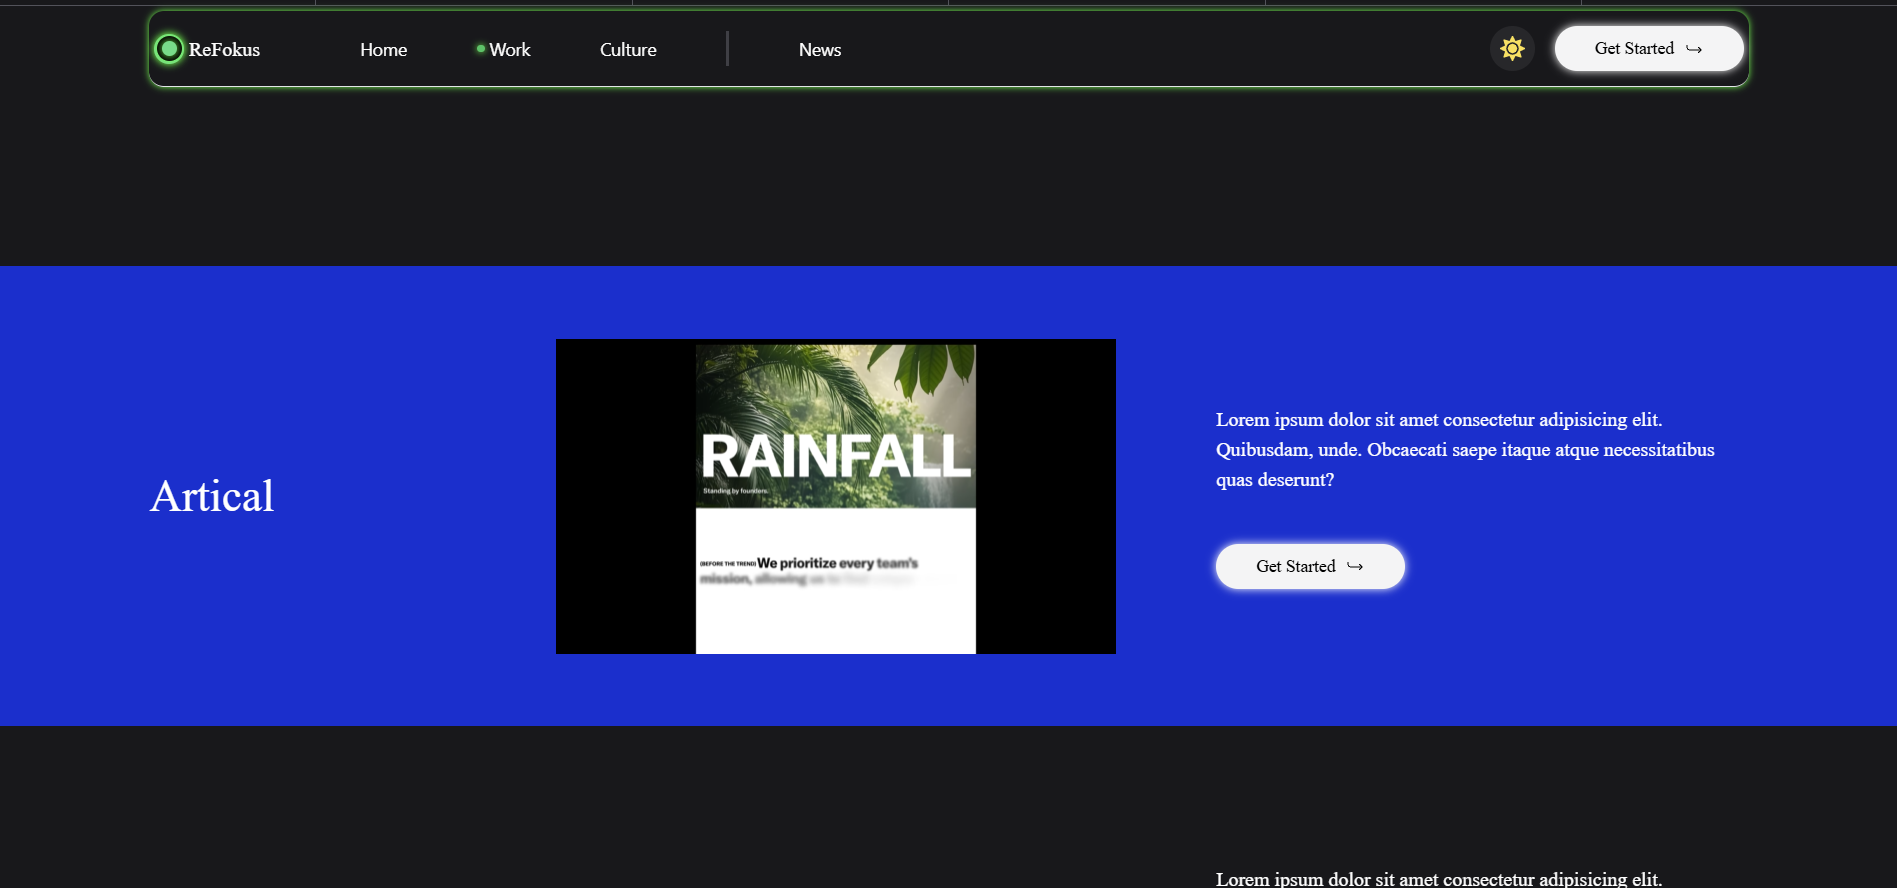 ReFokus
Home
Work
Culture
News
Get Started
Artical
RAINFALL
Standing by founders.
(BEFORE THE TREND) We prioritize every team's
mission, allowing us to
Lorem ipsum dolor sit amet consectetur adipisicing elit.
Quibusdam, unde. Obcaecati saepe itaque atque necessitatibus
quas deserunt?
Get Started
Lorem ipsum dolor sit amet consectetur adipisicing elit.